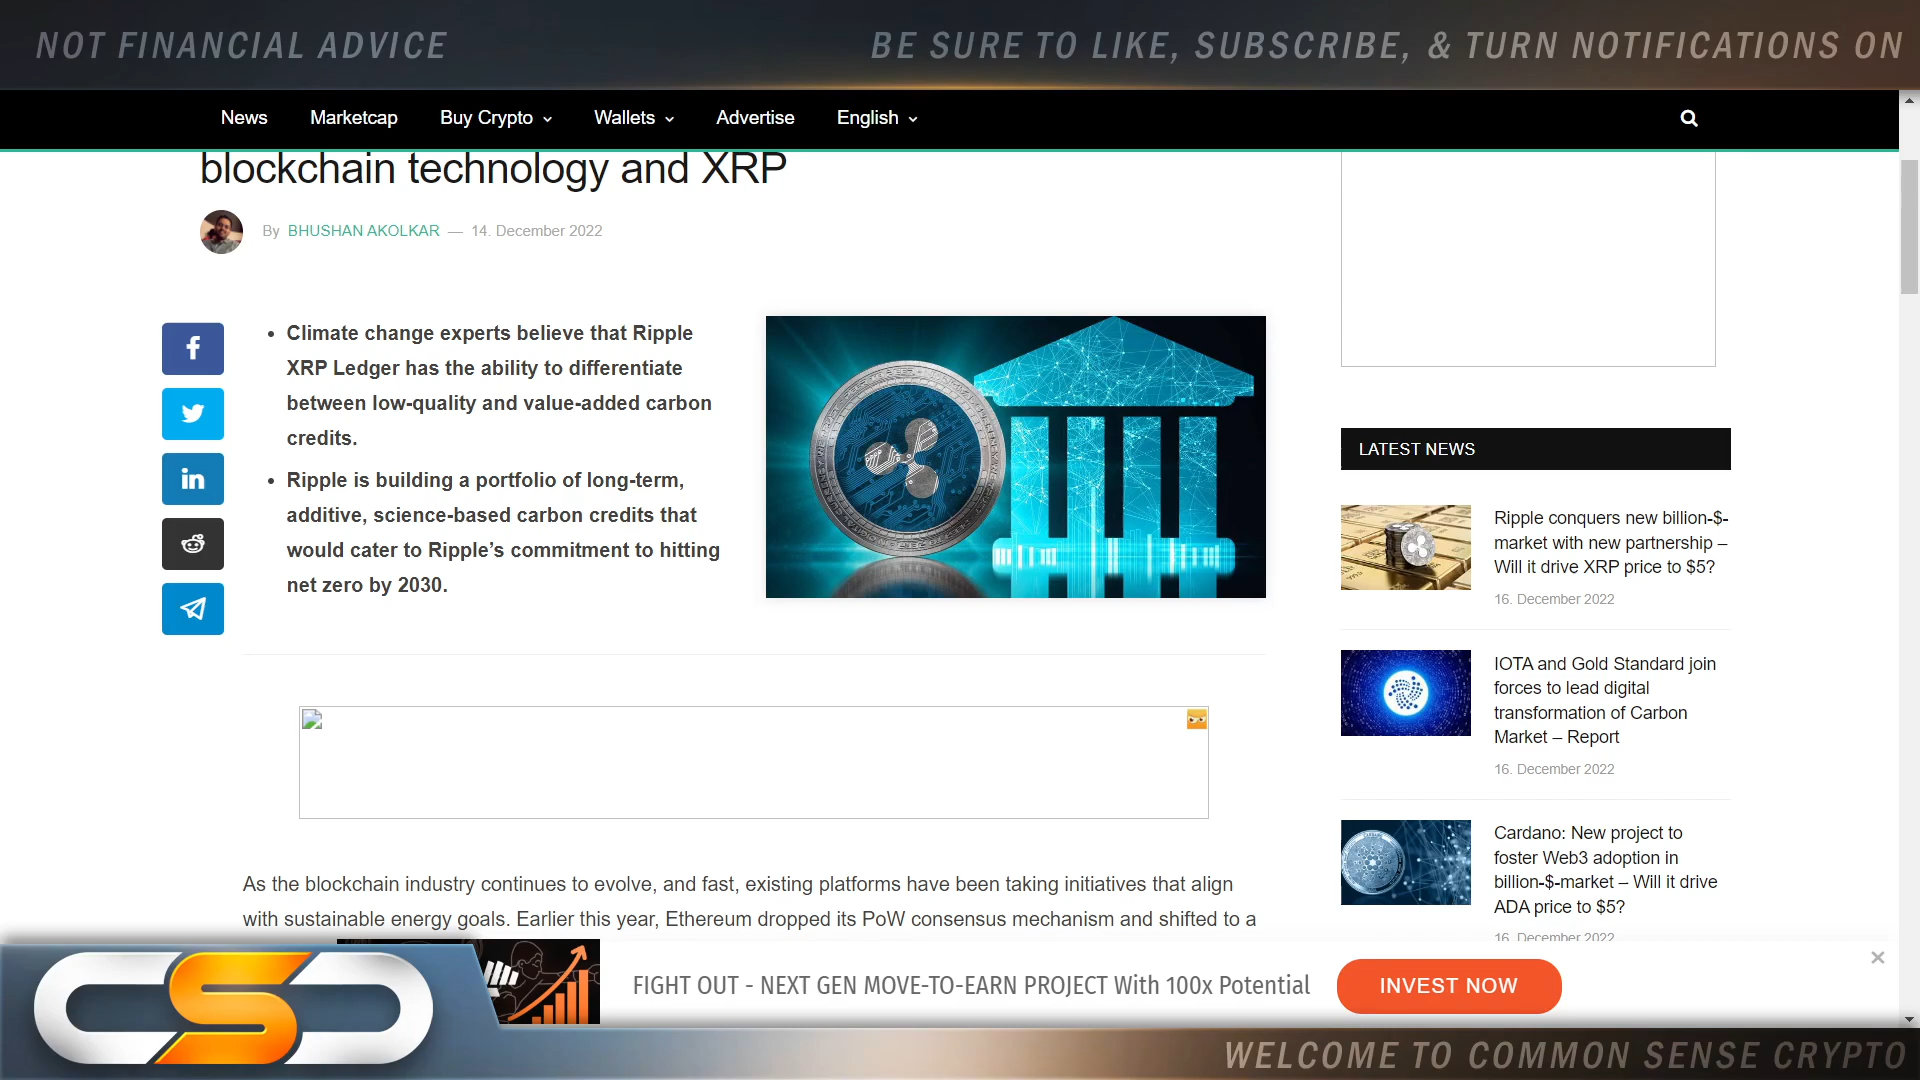 NOT FINANCIAL ADVICE
BE SURE TO LIKE, SUBSCRIBE, & TURN NOTIFICATIONS ON
News Marketcap Buy Crypto Wallets Advertise English
blockchain technology and XRP
By BHUSHAN AKOLKAR — 14. December 2022
• Climate change experts believe that Ripple
XRP Ledger has the ability to differentiate
between low-quality and value-added carbon
credits.
• Ripple is building a portfolio of long-term,
additive, science-based carbon credits that
would cater to Ripple’s commitment to hitting
net zero by 2030.
As the blockchain industry continues to evolve, and fast, existing platforms have been taking initiatives that align
with sustainable energy goals. Earlier this year, Ethereum dropped its PoW consensus mechanism and shifted to a
LATEST NEWS
Ripple conquers new billion-$-
market with new partnership –
Will it drive XRP price to $5?
16. December 2022
IOTA and Gold Standard join
forces to lead digital
transformation of Carbon
Market – Report
16. December 2022
Cardano: New project to
foster Web3 adoption in
billion-$-market – Will it drive
ADA price to $5?
16. December 2022
FIGHT OUT - NEXT GEN MOVE-TO-EARN PROJECT With 100x Potential
INVEST NOW
CSC
WELCOME TO COMMON SENSE CRYPTO